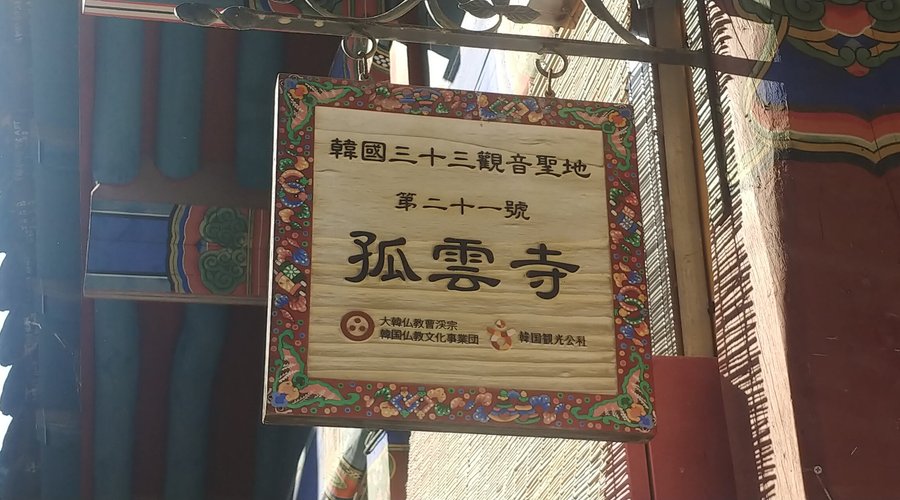 韓國三十三觀音聖地
第二十一號
孤雲寺
大韓仏教曹渓宗
韓国仏教文化事業団
韓国観光公社